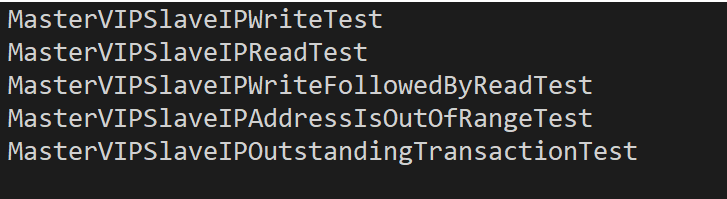 MasterVIPSlaveIPWriteTest
MasterVIPSlaveIPReadTest
MasterVIPSlaveIPWriteFollowedByReadTest
MasterVIPSlaveIPAddressIsOutOfRangeTest
MasterVIPSlaveIPOutstandingTransactionTest